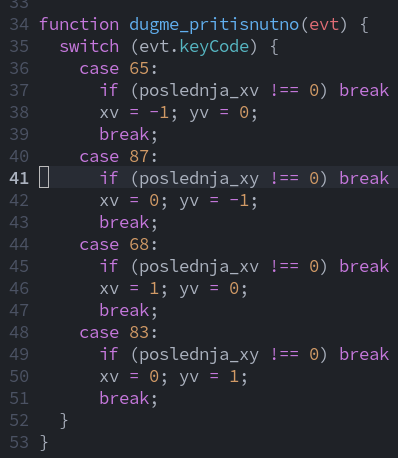 33
34 function dugme_pritisnutno(evt) {
35   switch (evt.keyCode) {
36     case 65:
37       if (poslednja_xv !== 0) break
38       xv = -1; yv = 0;
39       break;
40     case 87:
41       if (poslednja_xy !== 0) break
42       xv = 0; yv = -1;
43       break;
44     case 68:
45       if (poslednja_xv !== 0) break
46       xv = 1; yv = 0;
47       break;
48     case 83:
49       if (poslednja_xy !== 0) break
50       xv = 0; yv = 1;
51       break;
52   }
53 }